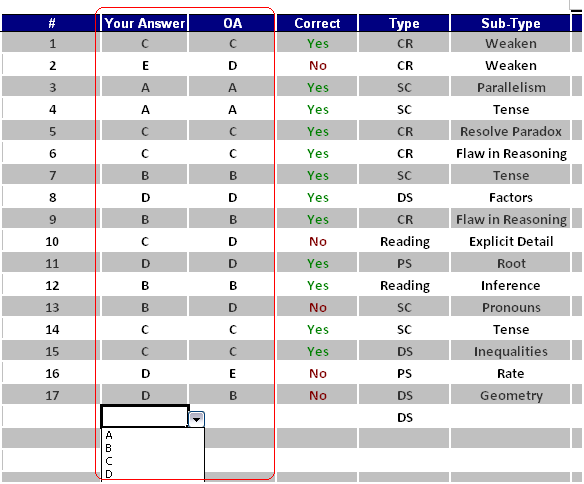 # Your Answer OA Correct Type Sub-Type
1 C C Yes CR Weaken
2 E D No CR Weaken
3 A A Yes SC Parallelism
4 A A Yes SC Tense
5 C C Yes CR Resolve Paradox
6 C C Yes CR Flaw in Reasoning
7 B B Yes SC Tense
8 D D Yes DS Factors
9 B B Yes CR Flaw in Reasoning
10 C D No Reading Explicit Detail
11 D D Yes PS Root
12 B B Yes Reading Inference
13 B D No SC Pronouns
14 C C Yes SC Tense
15 C C Yes DS Inequalities
16 D E No PS Rate
17 D B No DS Geometry
DS
A
B
C
D